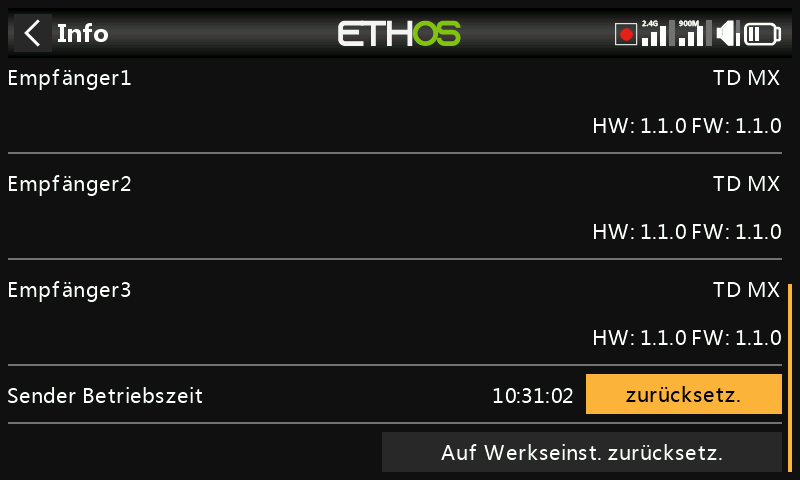 Info
ETHOS
2.4G
900M
Empfänger1
TD MX
HW: 1.1.0 FW: 1.1.0
Empfänger2
TD MX
HW: 1.1.0 FW: 1.1.0
Empfänger3
TD MX
HW: 1.1.0 FW: 1.1.0
Sender Betriebszeit 10:31:02 zurücksetz.
Auf Werkseinst. zurücksetz.